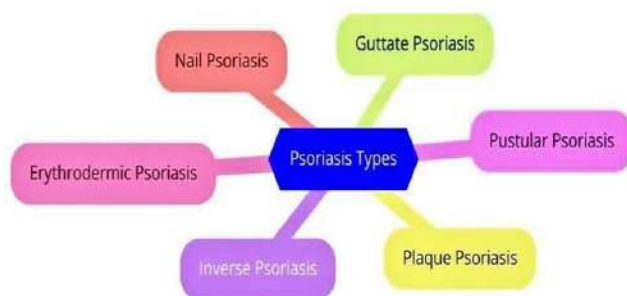 Guttate Psoriasis
Nail Psoriasis
Pustular Psoriasis
Psoriasis Types
Erythrodermic Psoriasis
Plaque Psoriasis
Inverse Psoriasis